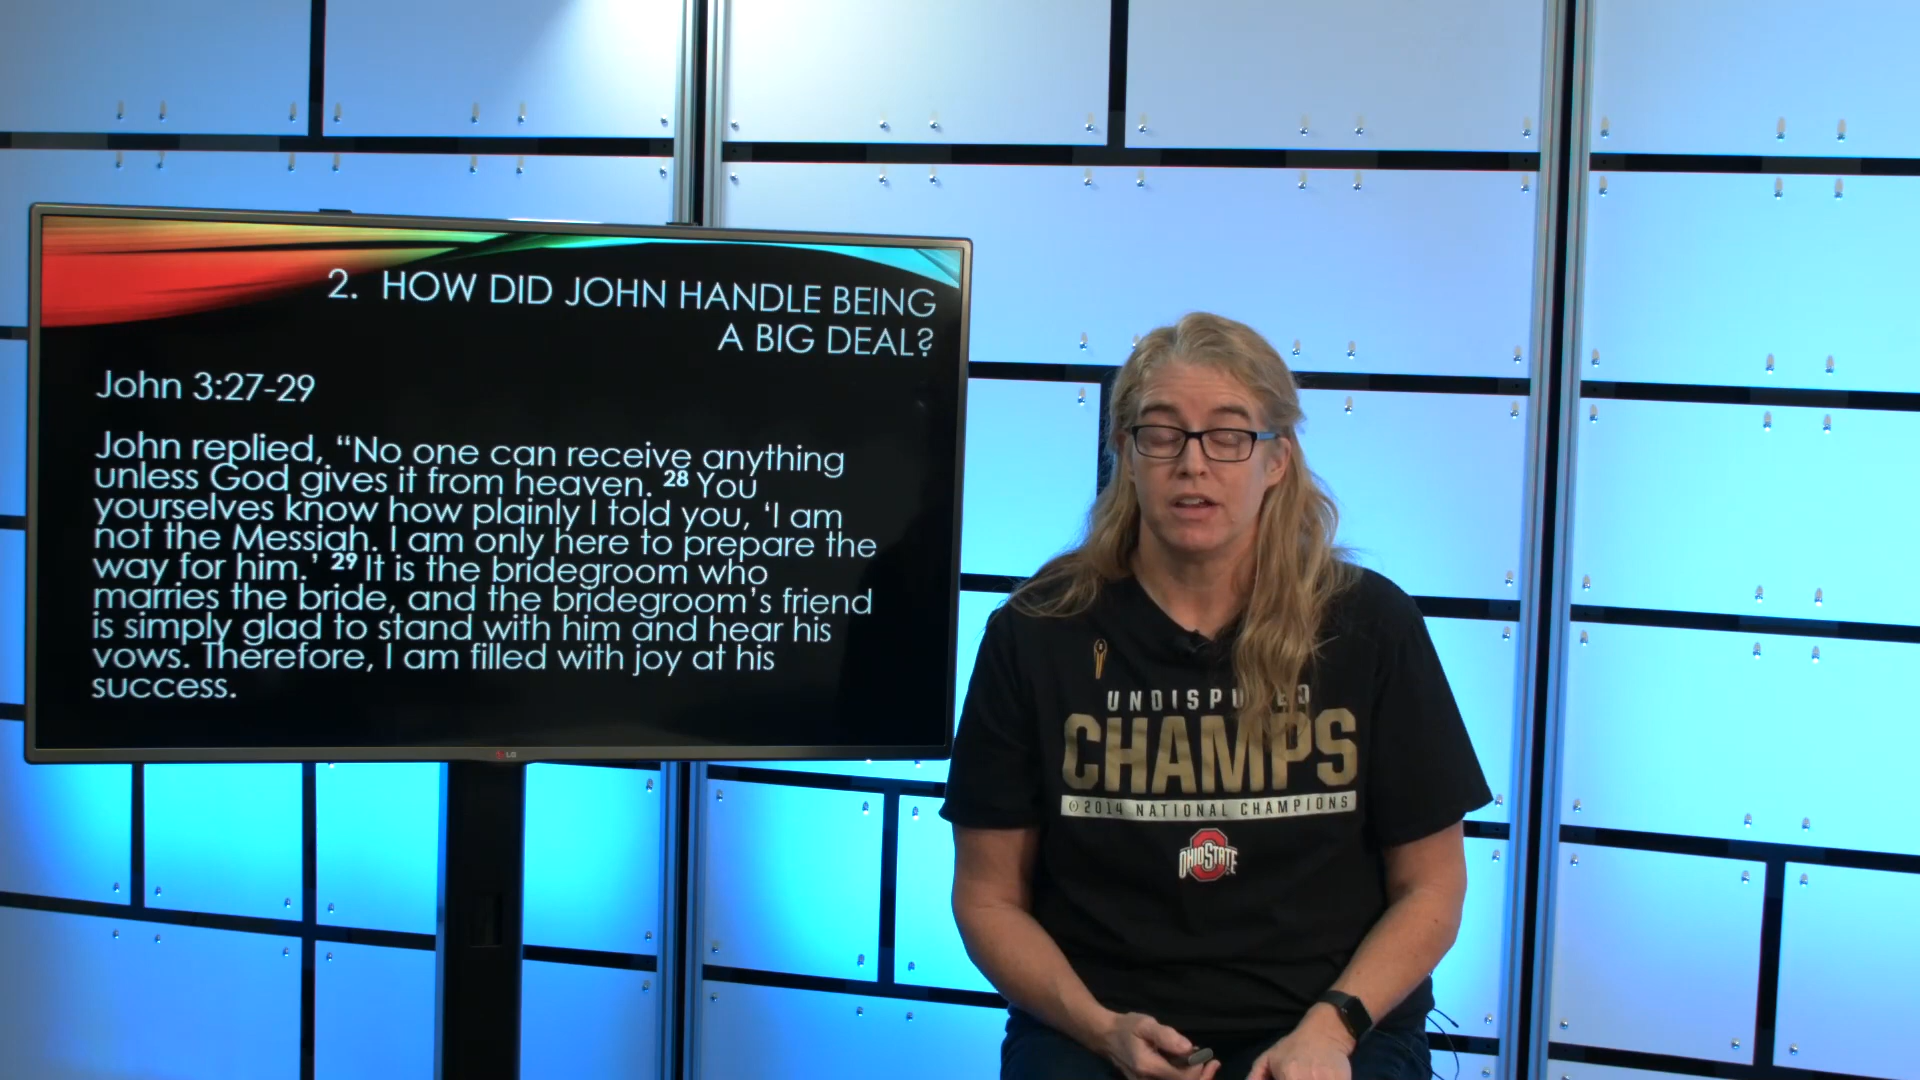 2. HOW DID JOHN HANDLE BEING
A BIG DEAL?
John 3:27-29
John replied, “No one can receive anything
unless God gives it from heaven. 28 You
yourselves know how plainly I told you, ‘I am
not the Messiah. I am only here to prepare the
way for him.’ 29 It is the bridegroom who
marries the bride, and the bridegroom’s friend
is simply glad to stand with him and hear his
vows. Therefore, I am filled with joy at his
success.
LG
CHAMPS
2014 NATIONAL CHAMPIONS
OHIO STATE